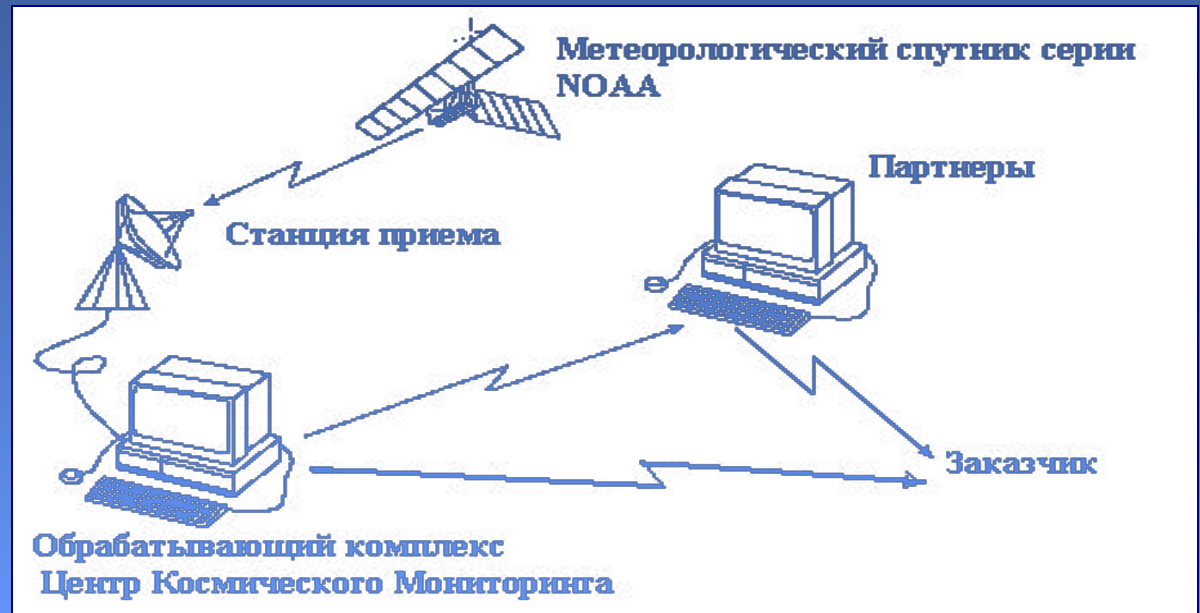 Метеорологический спутник серии
NOAA
Партнеры
Станция приема
Заказчик
Обрабатывающий комплекс
Центр Космического Мониторинга